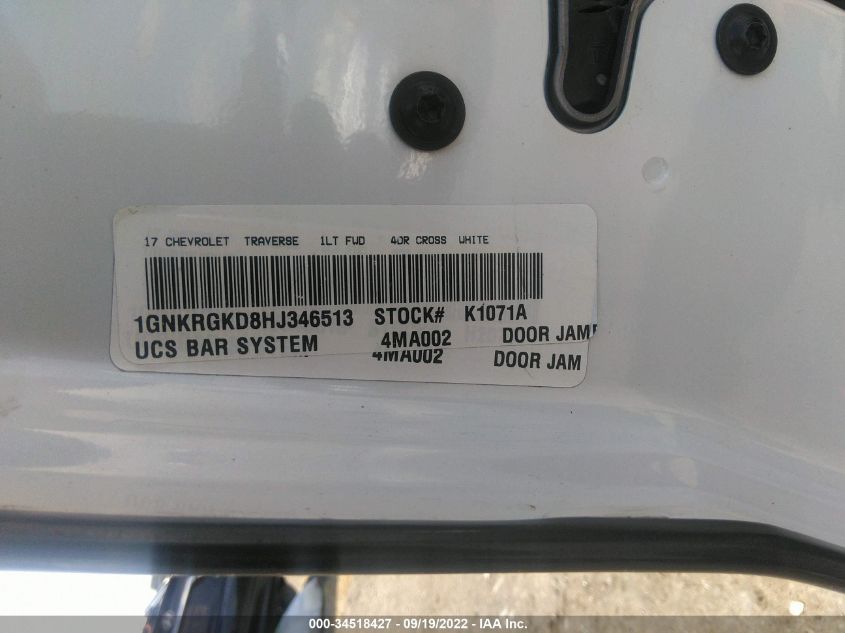 17 CHEVROLET TRAVERSE 1LT FWD 4DR CROSS WHITE
1GNKRGKD8HJ346513 STOCK# K1071A
UCS BAR SYSTEM 4MA002 DOOR JAM
4MA002 DOOR JAM
000-34518427 - 09/19/2022 - IAA Inc.